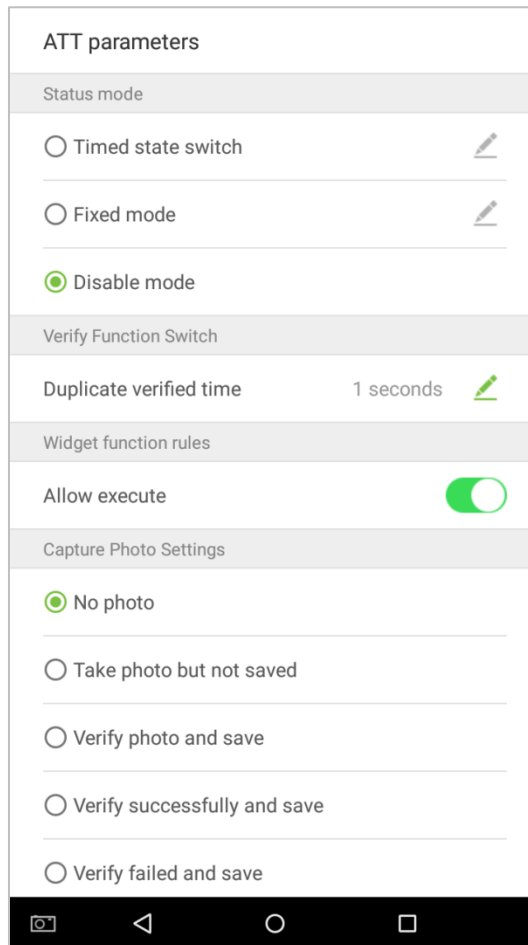 ATT parameters
Status mode
Timed state switch
Fixed mode
Disable mode
Verify Function Switch
Duplicate verified time 1 seconds
Widget function rules
Allow execute
Capture Photo Settings
No photo
Take photo but not saved
Verify photo and save
Verify successfully and save
Verify failed and save